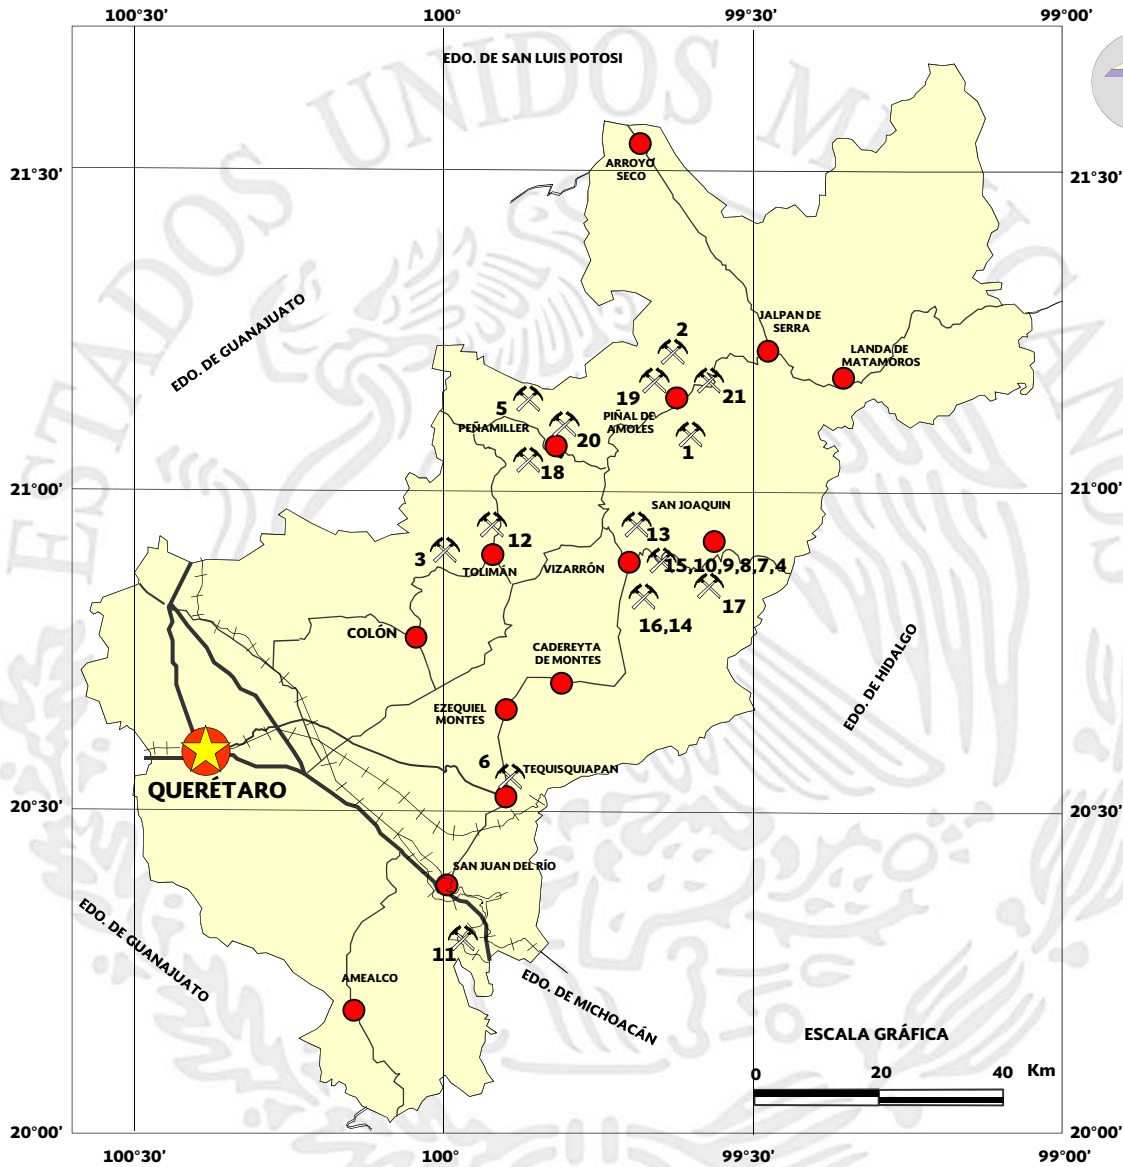 100°30'
100°
99°30'
99°00'
EDO. DE SAN LUIS POTOSI
ESTADOS UNIDOS M
21°30'
ARROYO
SECO
21°30'
EDO. DE GUANAJUATO
JALPAN DE
SERRA
2
LANDA DE
MATAMOROS
19
21
5
PIÑAL DE
AMOLES
PEÑAMILLER
20
1
18
21°00'
21°00'
SAN JOAQUIN
13
12
3
TOLIMÁN
VIZARRÓN
15,10,9,8,7,4
17
16,14
COLÓN
CADEREYTA
DE MONTES
EDO. DE HIDALGO
EZEQUIEL
MONTES
6
TEQUISQUIAPAN
QUERÉTARO
20°30'
20°30'
SAN JUAN DEL RÍO
EDO. DE GUANAJUATO
11
AMEALCO
EDO. DE MICHOACÁN
ESCALA GRÁFICA
0
20
40
Km
20°00'
20°00'
100°30'
100°
99°30'
99°00'